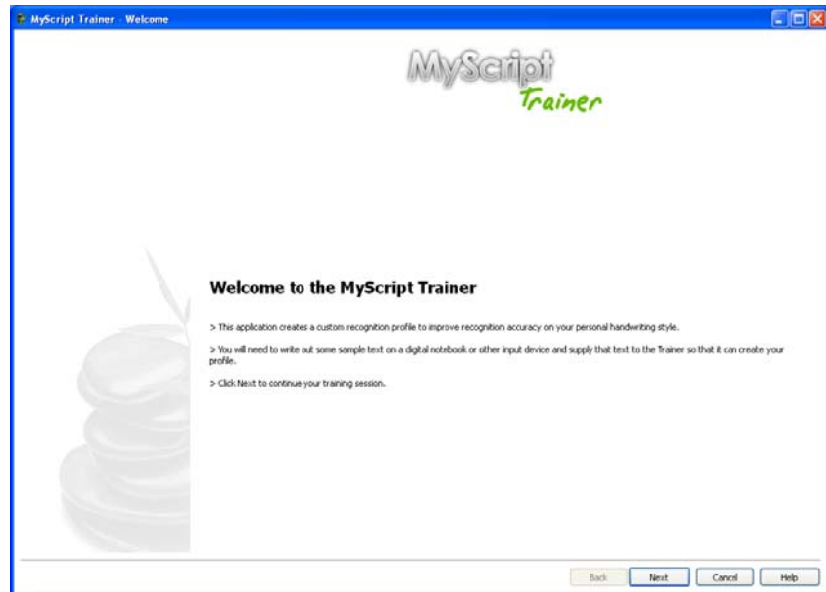 MyScript Trainer - Welcome
MyScript
Trainer
Welcome to the MyScript Trainer
> This application creates a custom recognition profile to improve recognition accuracy on your personal handwriting style.
> You will need to write out some sample text on a digital notebook or other input device and supply that text to the Trainer so that it can create your
profile.
> Click Next to continue your training session.
Back Next Cancel Help